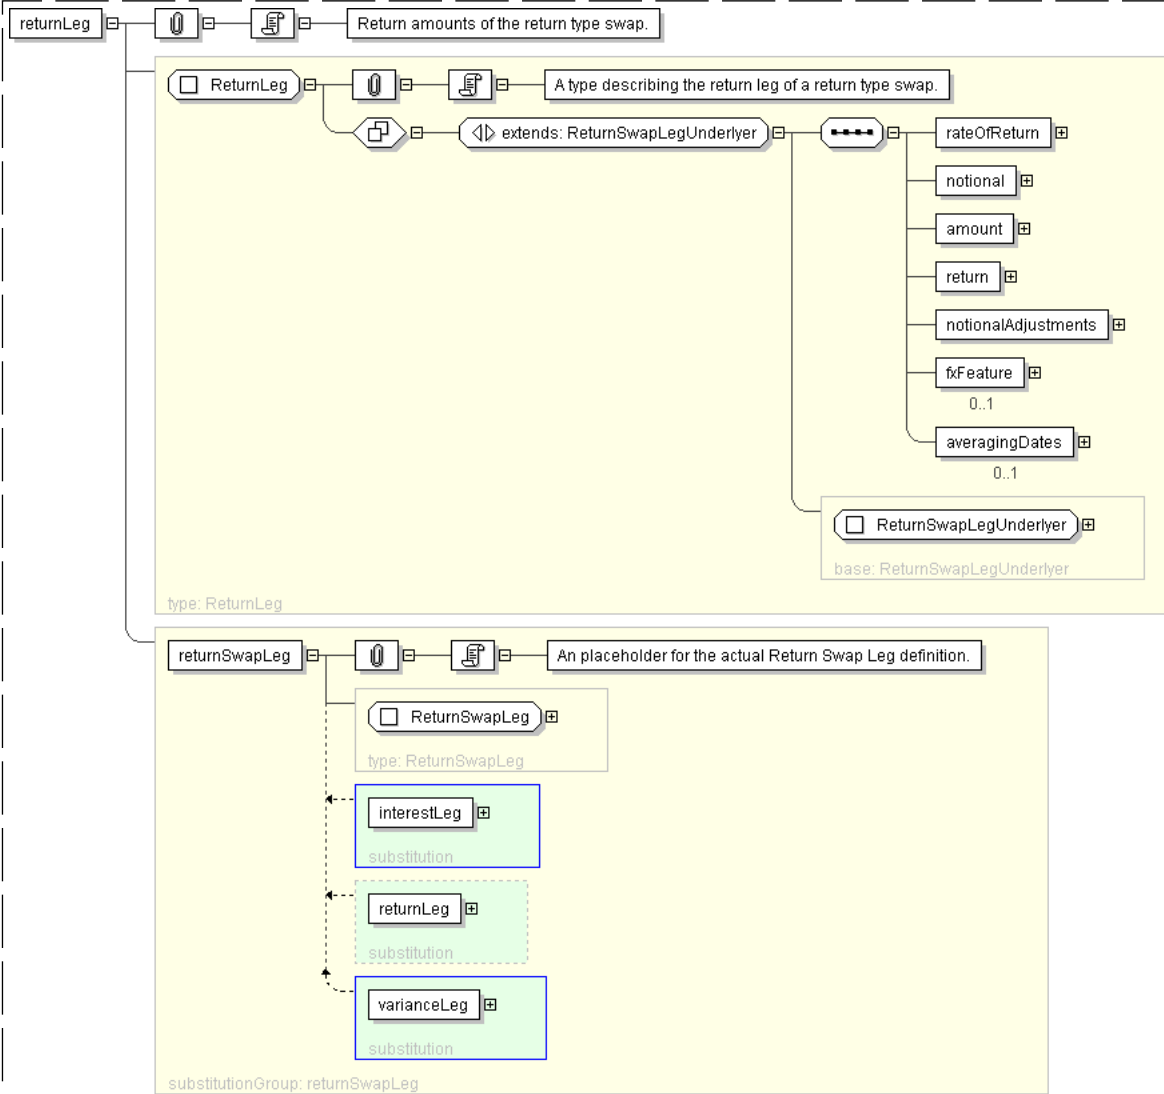 returnLeg
Return amounts of the return type swap.
ReturnLeg
A type describing the return leg of a return type swap.
extends: ReturnSwapLegUnderlyer
rateOfReturn
notional
amount
return
notionalAdjustments
fxFeature
0..1
averagingDates
0..1
ReturnSwapLegUnderlyer
base: ReturnSwapLegUnderlyer
type: ReturnLeg
returnSwapLeg
An placeholder for the actual Return Swap Leg definition.
ReturnSwapLeg
type: ReturnSwapLeg
interestLeg
substitution
returnLeg
substitution
varianceLeg
substitution
substitutionGroup: returnSwapLeg